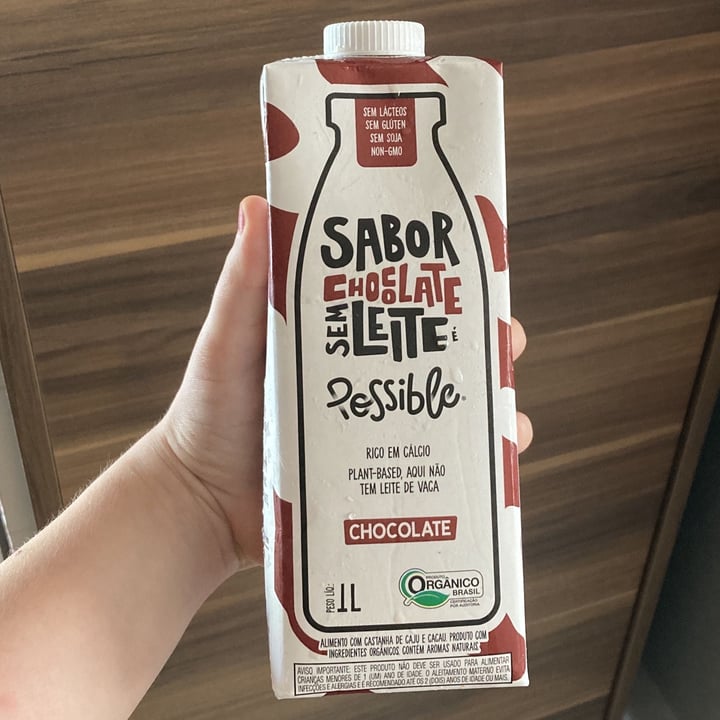 SEM LÁCTEOS
SEM GLÚTEN
SEM SOJA
NON-GMO
SABOR
CHOCOLATE
SEM LEITE É
Possible®
RICO EM CÁLCIO
PLANT-BASED, AQUI NÃO
TEM LEITE DE VACA
CHOCOLATE
PESO LÍQ.: 1L
PRODUTO
ORGÂNICO
BRASIL
CERTIFICAÇÃO
POR AUDITORIA
ALIMENTO COM CASTANHA DE CAJU E CACAU. PRODUTO COM
INGREDIENTES ORGÂNICOS. CONTÉM AROMAS NATURAIS.
AVISO IMPORTANTE: ESTE PRODUTO NÃO DEVE SER USADO PARA ALIMENTAR
CRIANÇAS MENORES DE 1 (UM) ANO DE IDADE. O ALEITAMENTO MATERNO EVITA
INFECÇÕES E ALERGIAS E É RECOMENDADO ATÉ OS 2 (DOIS) ANOS DE IDADE OU MAIS.